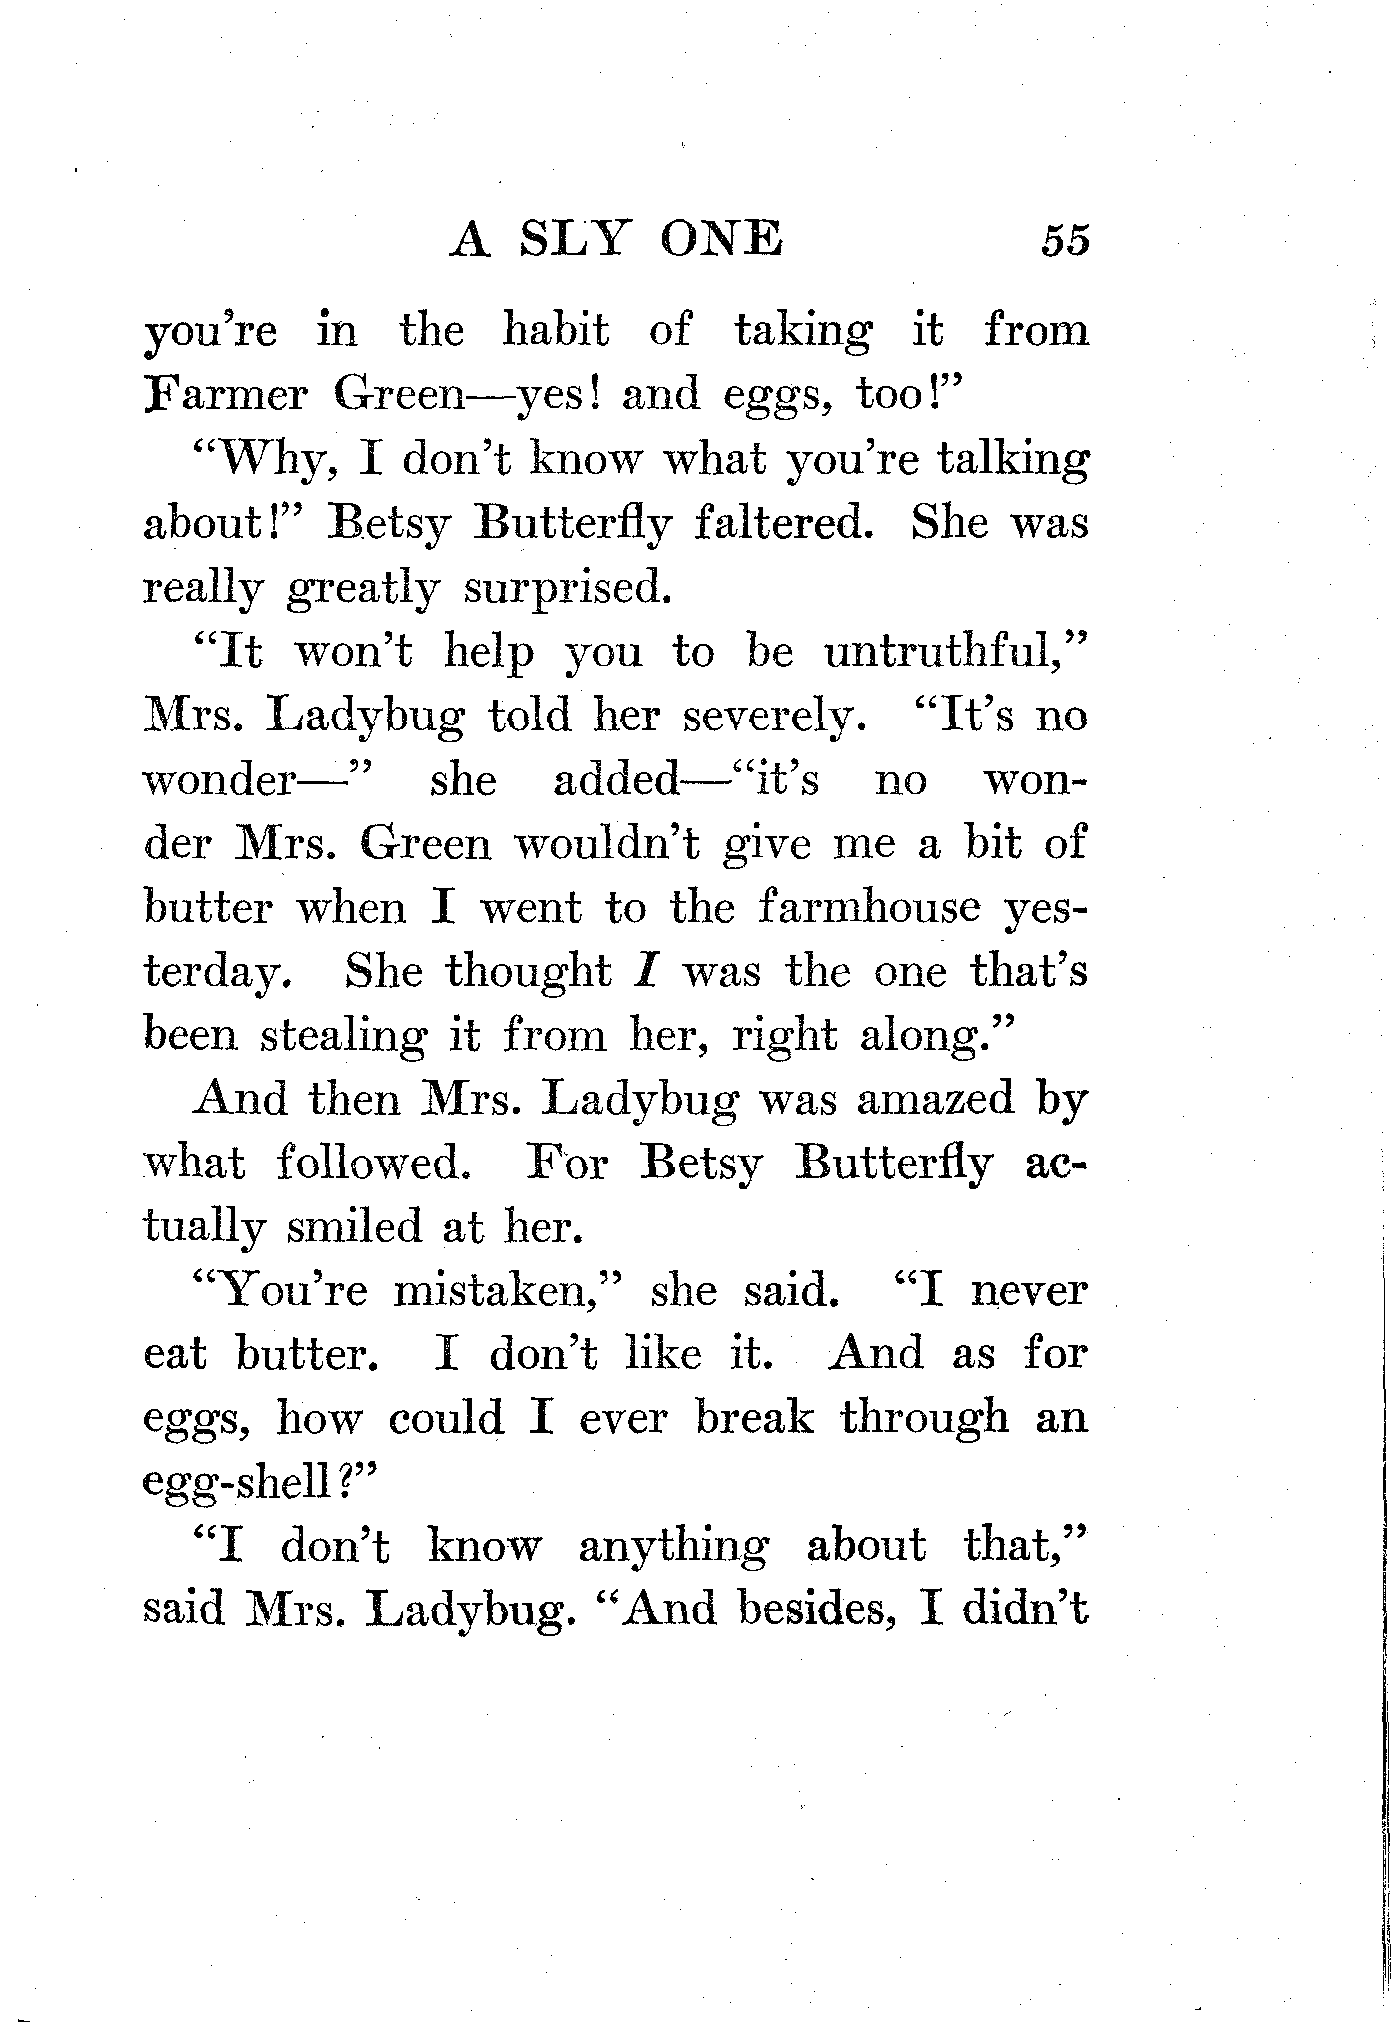 A SLY ONE 55
you're in the habit of taking it from
Farmer Green—yes! and eggs, too!"
"Why, I don't know what you're talking
about!" Betsy Butterfly faltered. She was
really greatly surprised.
"It won't help you to be untruthful,"
Mrs. Ladybug told her severely. "It's no
wonder—" she added—"it's no won-
der Mrs. Green wouldn't give me a bit of
butter when I went to the farmhouse yes-
terday. She thought I was the one that's
been stealing it from her, right along."
And then Mrs. Ladybug was amazed by
what followed. For Betsy Butterfly ac-
tually smiled at her.
"You're mistaken," she said. "I never
eat butter. I don't like it. And as for
eggs, how could I ever break through an
egg-shell?"
"I don't know anything about that,"
said Mrs. Ladybug. "And besides, I didn't